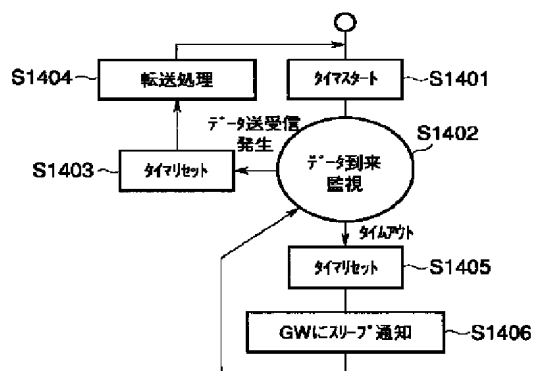 S1404
転送処理
タイマスタート
S1401
データ送受信
発生
S1402
S1403
タイマリセット
データ到来
監視
タイムアウト
タイマリセット
S1405
GWにスリープ通知
S1406